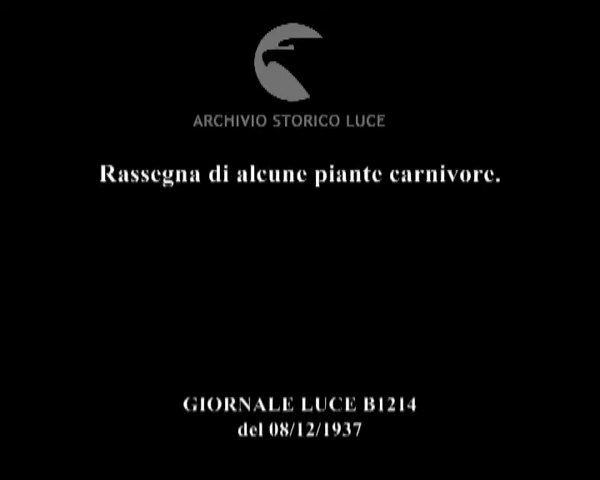 ARCHIVIO STORICO LUCE
Rassegna di alcune piante carnivore.
GIORNALE LUCE B1214
del 08/12/1937